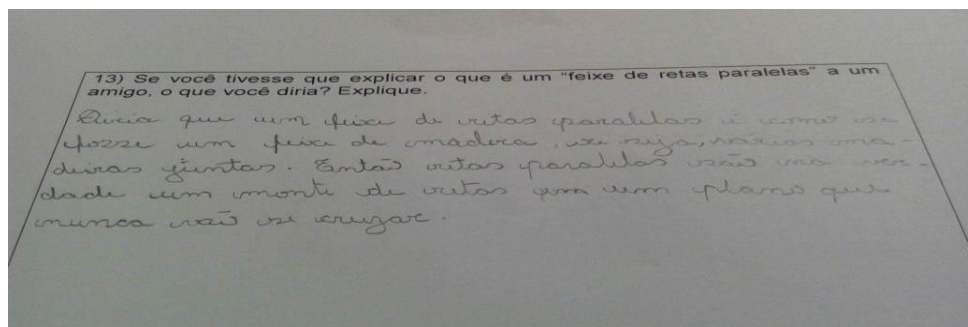 13) Se você tivesse que explicar o que é um "feixe de retas paralelas" a um
amigo, o que você diria? Explique.
Diria que um feixe de retas paralelas é como se
fosse um feixe de madeira, ou seja, várias ma-
deiras juntas. Então retas paralelas são na ver-
dade um monte de retas em um plano que
nunca vão se cruzar.